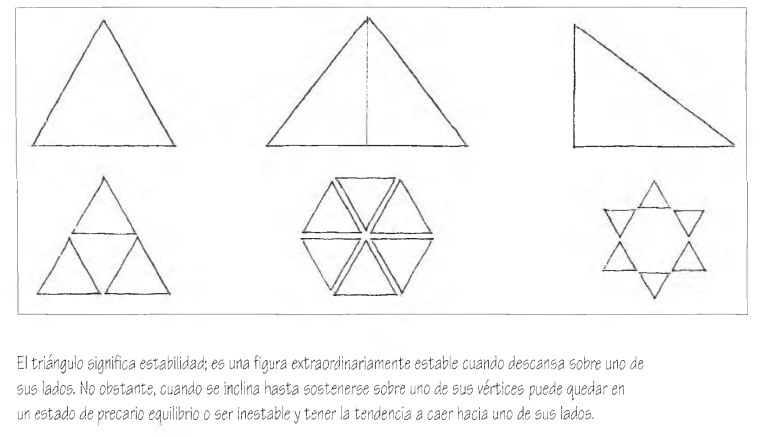 El triángulo significa estabilidad; es una figura extraordinariamente estable cuando descansa sobre uno de
sus lados. No obstante, cuando se inclina hasta sostenerse sobre uno de sus vértices puede quedar en
un estado de precario equilibrio o ser inestable y tener la tendencia a caer hacia uno de sus lados.